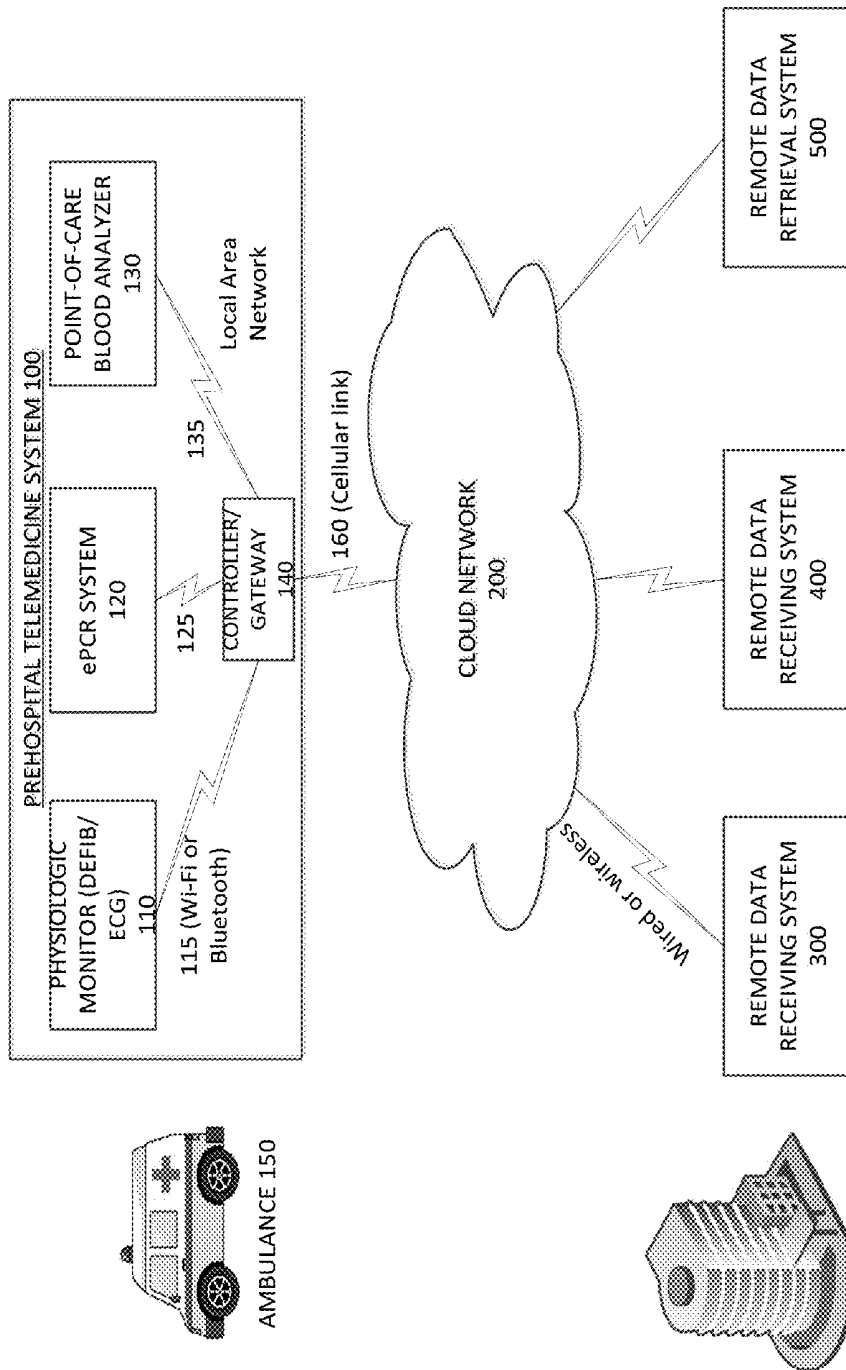 PREHOSPITAL TELEMEDICINE SYSTEM 100
PHYSIOLOGIC
MONITOR (DEFIB/
ECG)
110
ePCR SYSTEM
120
POINT-OF-CARE
BLOOD ANALYZER
130
115 (Wi-Fi or
Bluetooth)
125
135
CONTROLLER/
GATEWAY
140
Local Area
Network
AMBULANCE 150
160 (Cellular link)
CLOUD NETWORK
200
Wired or wireless
REMOTE DATA
RECEIVING SYSTEM
300
REMOTE DATA
RECEIVING SYSTEM
400
REMOTE DATA
RETRIEVAL SYSTEM
500